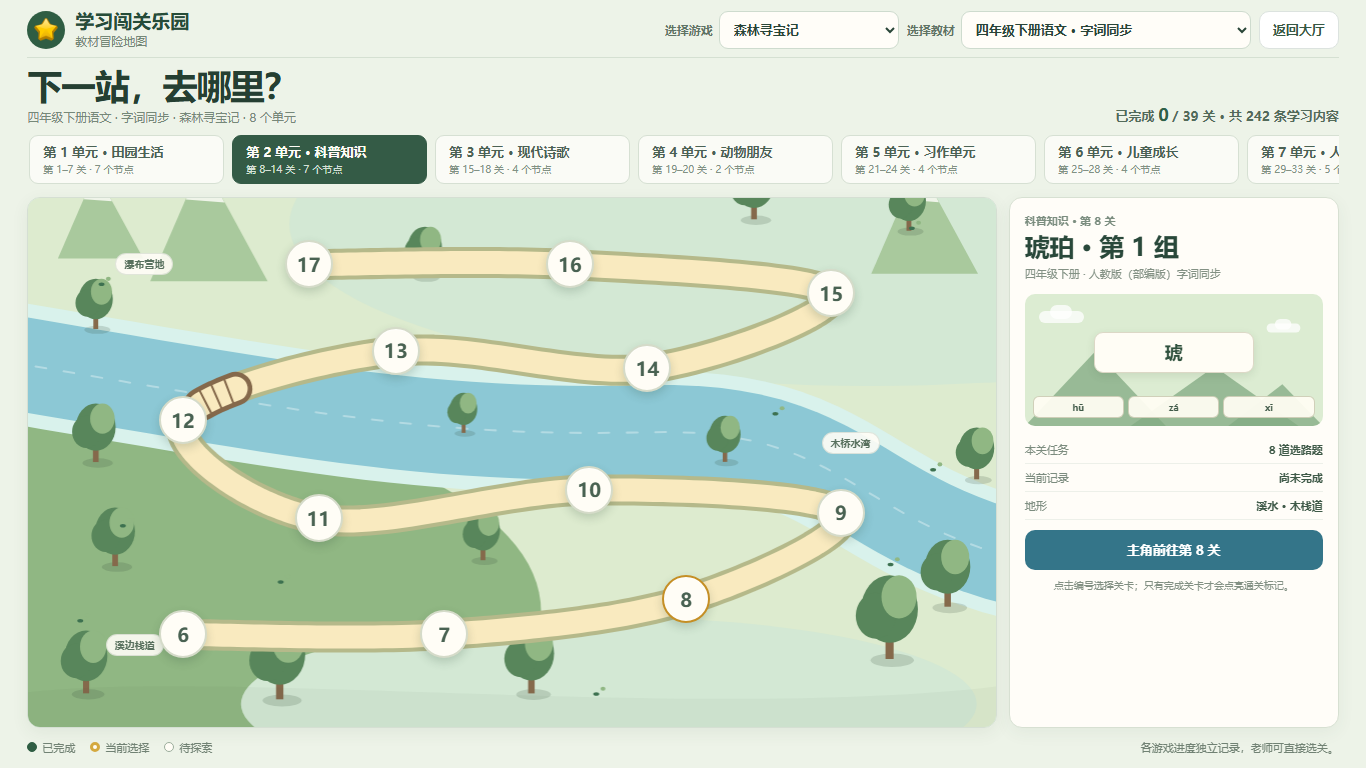 学习闯关乐园
教材冒险地图
选择游戏
森林寻宝记
选择教材
四年级下册语文 • 字词同步
返回大厅
下一站，去哪里？
四年级下册语文 · 字词同步 · 森林寻宝记 · 8 个单元
已完成 0 / 39 关 • 共 242 条学习内容
第 1 单元 • 田园生活
第 1–7 关 · 7 个节点
第 2 单元 • 科普知识
第 8–14 关 · 7 个节点
第 3 单元 • 现代诗歌
第 15–18 关 · 4 个节点
第 4 单元 • 动物朋友
第 19–20 关 · 2 个节点
第 5 单元 • 习作单元
第 21–24 关 · 4 个节点
第 6 单元 • 儿童成长
第 25–28 关 · 4 个节点
第 7 单元 • 人
第 29–33 关 · 5
瀑布营地
17
16
15
13
14
12
木桥水湾
10
11
9
8
6
7
溪边栈道
科普知识 • 第 8 关
琥珀 • 第 1 组
四年级下册 · 人教版（部编版）字词同步
琥
hǔ
zá
xī
本关任务
8 道选路题
当前记录
尚未完成
地形
溪水 • 木栈道
主角前往第 8 关
点击编号选择关卡；只有完成关卡才会点亮通关标记。
已完成
当前选择
待探索
各游戏进度独立记录，老师可直接选关。